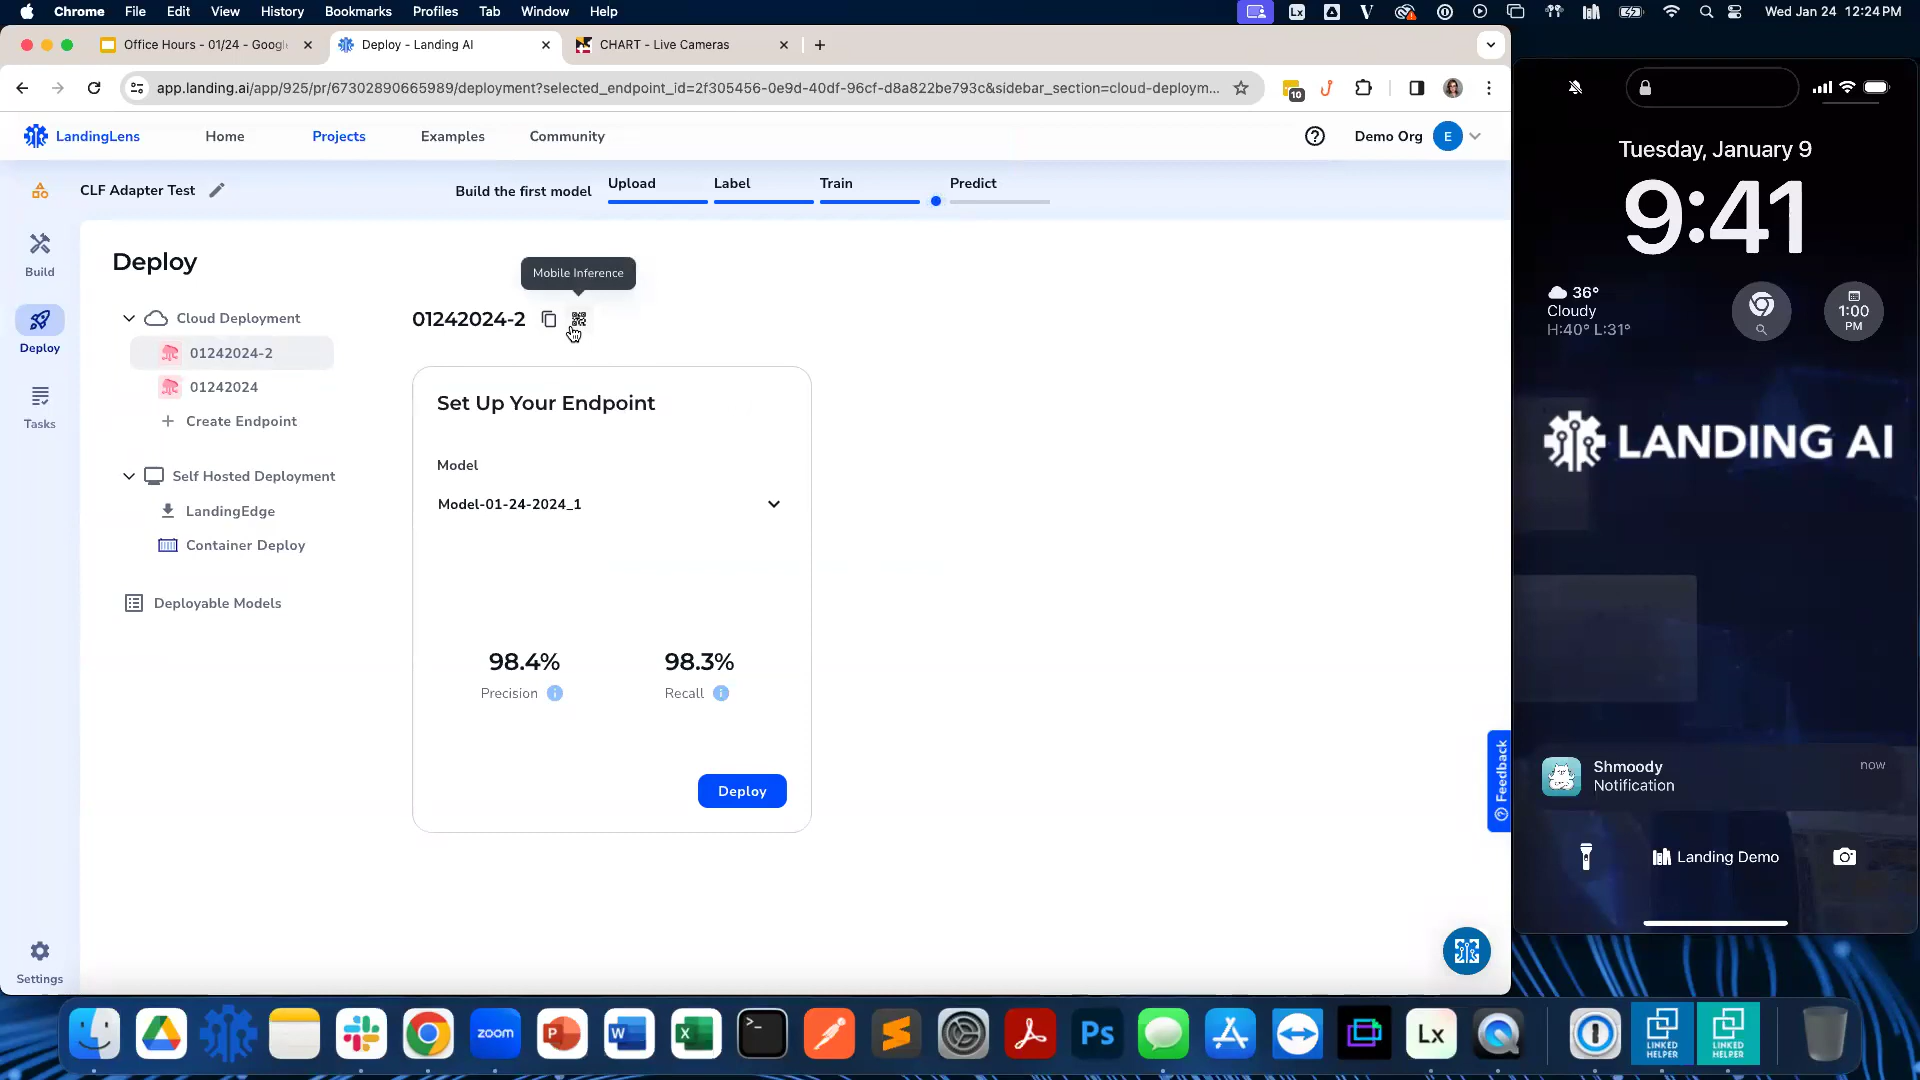 Chrome File Edit View History Bookmarks Profiles Tab Window Help
Wed Jan 24 12:24 PM
Office Hours - 01/24 - Googl
Deploy - Landing AI
CHART - Live Cameras
app.landing.ai/app/925/pr/67302890665989/deployment?selected_endpoint_id=2f305456-0e9d-40df-96cf-d8a822be793c&sidebar_section=cloud-deploym...
10
LandingLens
Home
Projects
Examples
Community
Demo Org
E
CLF Adapter Test
Build the first model
Upload
Label
Train
Predict
Build
Deploy
Tasks
Settings
Deploy
Cloud Deployment
01242024-2
01242024
Create Endpoint
Self Hosted Deployment
LandingEdge
Container Deploy
Deployable Models
Mobile Inference
01242024-2
Set Up Your Endpoint
Model
Model-01-24-2024_1
98.4%
Precision
98.3%
Recall
Deploy
Feedback
Tuesday, January 9
9:41
36°
Cloudy
H:40° L:31°
1:00
PM
LANDING AI
Shmoody
Notification
now
Landing Demo
zoom
P
W
X
Ps
Lx
LINKED
HELPER
LINKED
HELPER